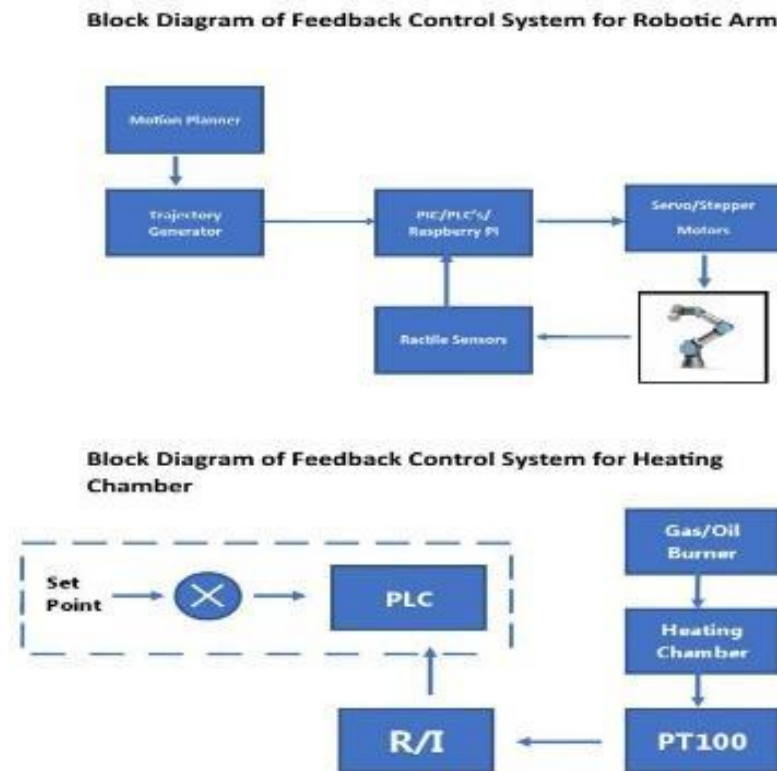 Block Diagram of Feedback Control System for Robotic Arm
Motion Planner
Trajectory
Generator
PIC/PLC's/
Raspberry PI
Servo/Stepper
Motors
Ractile Sensors
Block Diagram of Feedback Control System for Heating
Chamber
Set
Point
PLC
Gas/Oil
Burner
Heating
Chamber
R/I
PT100